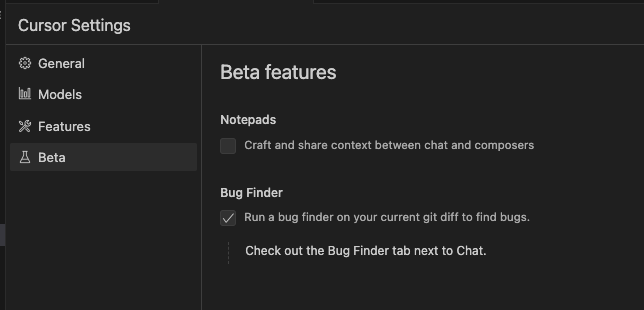 Cursor Settings
General
Models
Features
Beta
Beta features
Notepads
Craft and share context between chat and composers
Bug Finder
Run a bug finder on your current git diff to find bugs.
Check out the Bug Finder tab next to Chat.